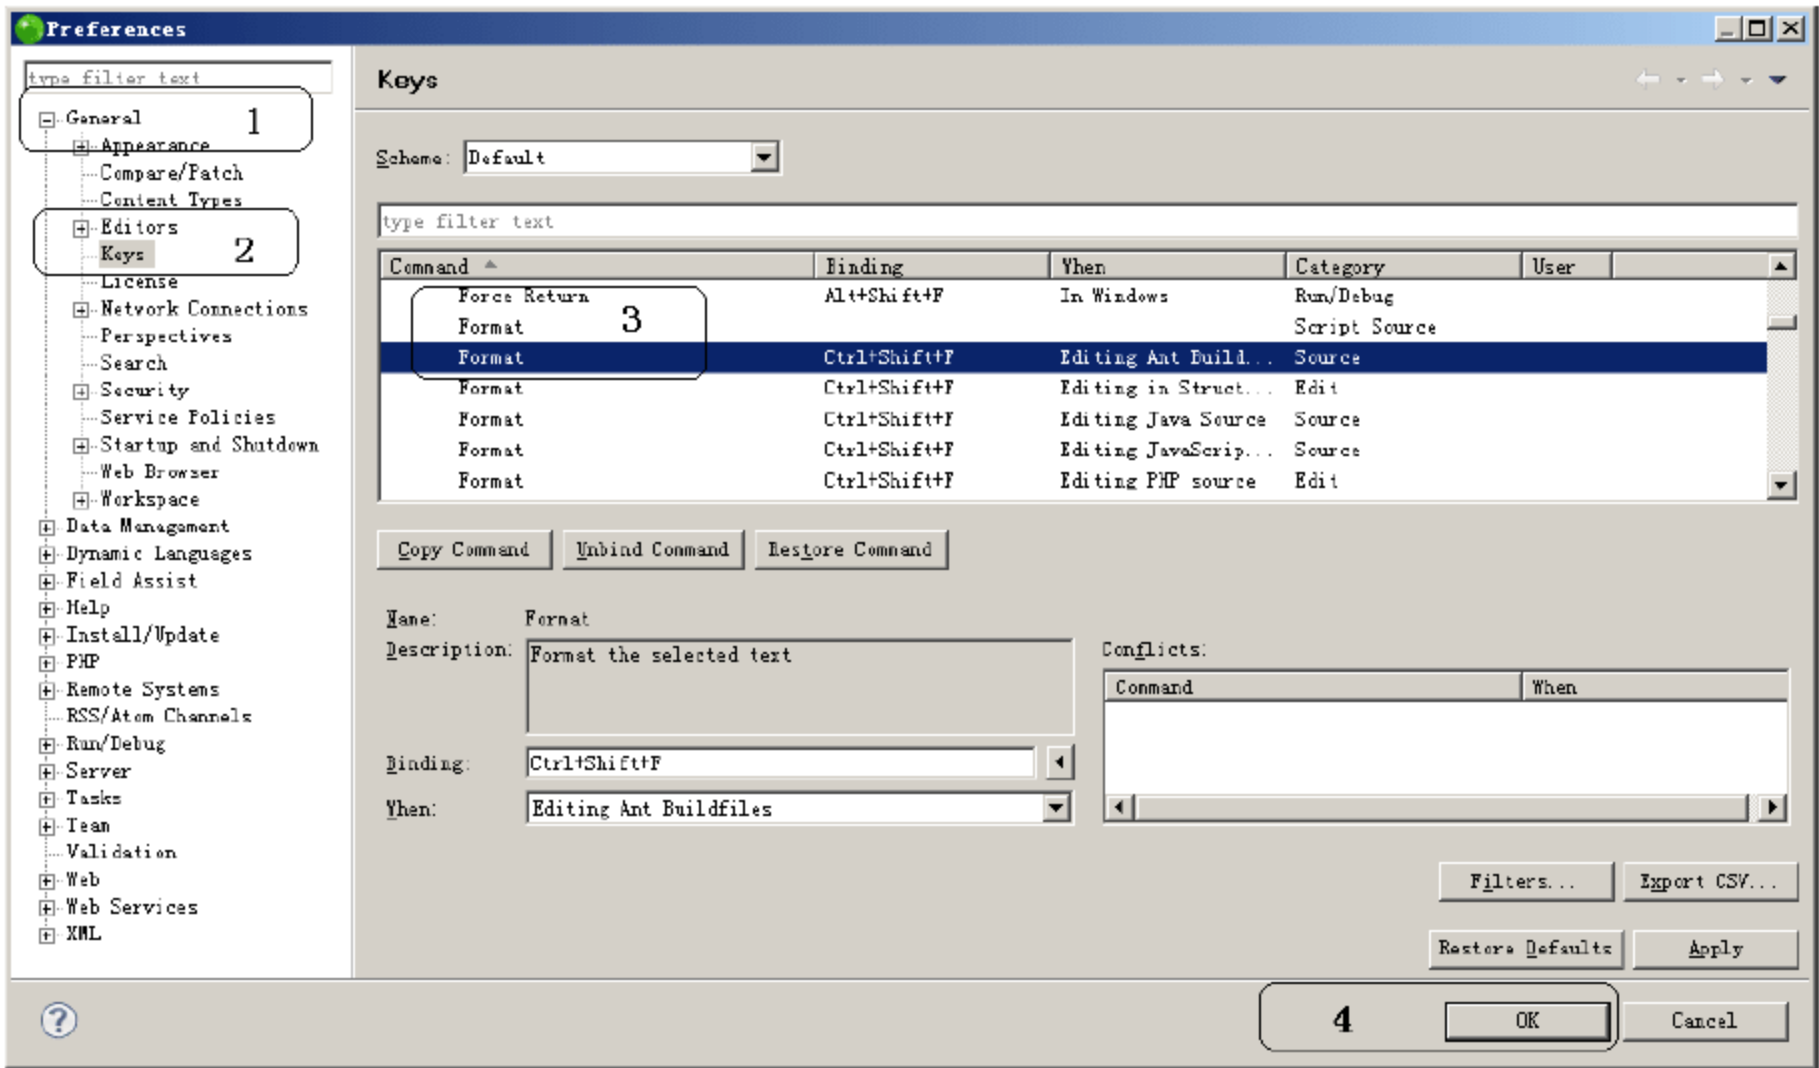 Preferences
type filter text
General
1
Appearance
Compare/Patch
Content Types
Editors
Keys
2
License
Network Connections
Perspectives
Search
Security
Service Policies
Startup and Shutdown
Web Browser
Workspace
Data Management
Dynamic Languages
Field Assist
Help
Install/Update
PHP
Remote Systems
RSS/Atom Channels
Run/Debug
Server
Tasks
Team
Validation
Web
Web Services
XML
Keys
Scheme: Default
type filter text
Command Binding When Category User
Force Return Alt+Shift+F In Windows Run/Debug
3
Format Script Source
Format Ctrl+Shift+F Editing Ant Build... Source
Format Ctrl+Shift+F Editing in Struct... Edit
Format Ctrl+Shift+F Editing Java Source Source
Format Ctrl+Shift+F Editing JavaScrip... Source
Format Ctrl+Shift+F Editing PHP source Edit
Copy Command Unbind Command Restore Command
Name: Format
Description: Format the selected text
Conflicts:
Command When
Binding: Ctrl+Shift+F
When: Editing Ant Buildfiles
Filters... Export CSV...
Restore Defaults Apply
4 OK Cancel